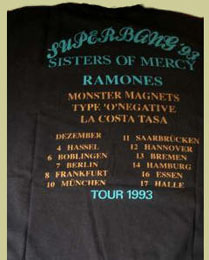 SUPERBANG '93
SISTERS OF MERCY
RAMONES
MONSTER MAGNETS
TYPE 'O' NEGATIVE
LA COSTA TASA
DEZEMBER
4 HASSEL
6 BOBLINGEN
7 BERLIN
8 FRANKFURT
10 MÜNCHEN
11 SAARBRÜCKEN
12 HANNOVER
13 BREMEN
14 HAMBURG
16 ESSEN
17 HALLE
TOUR 1993